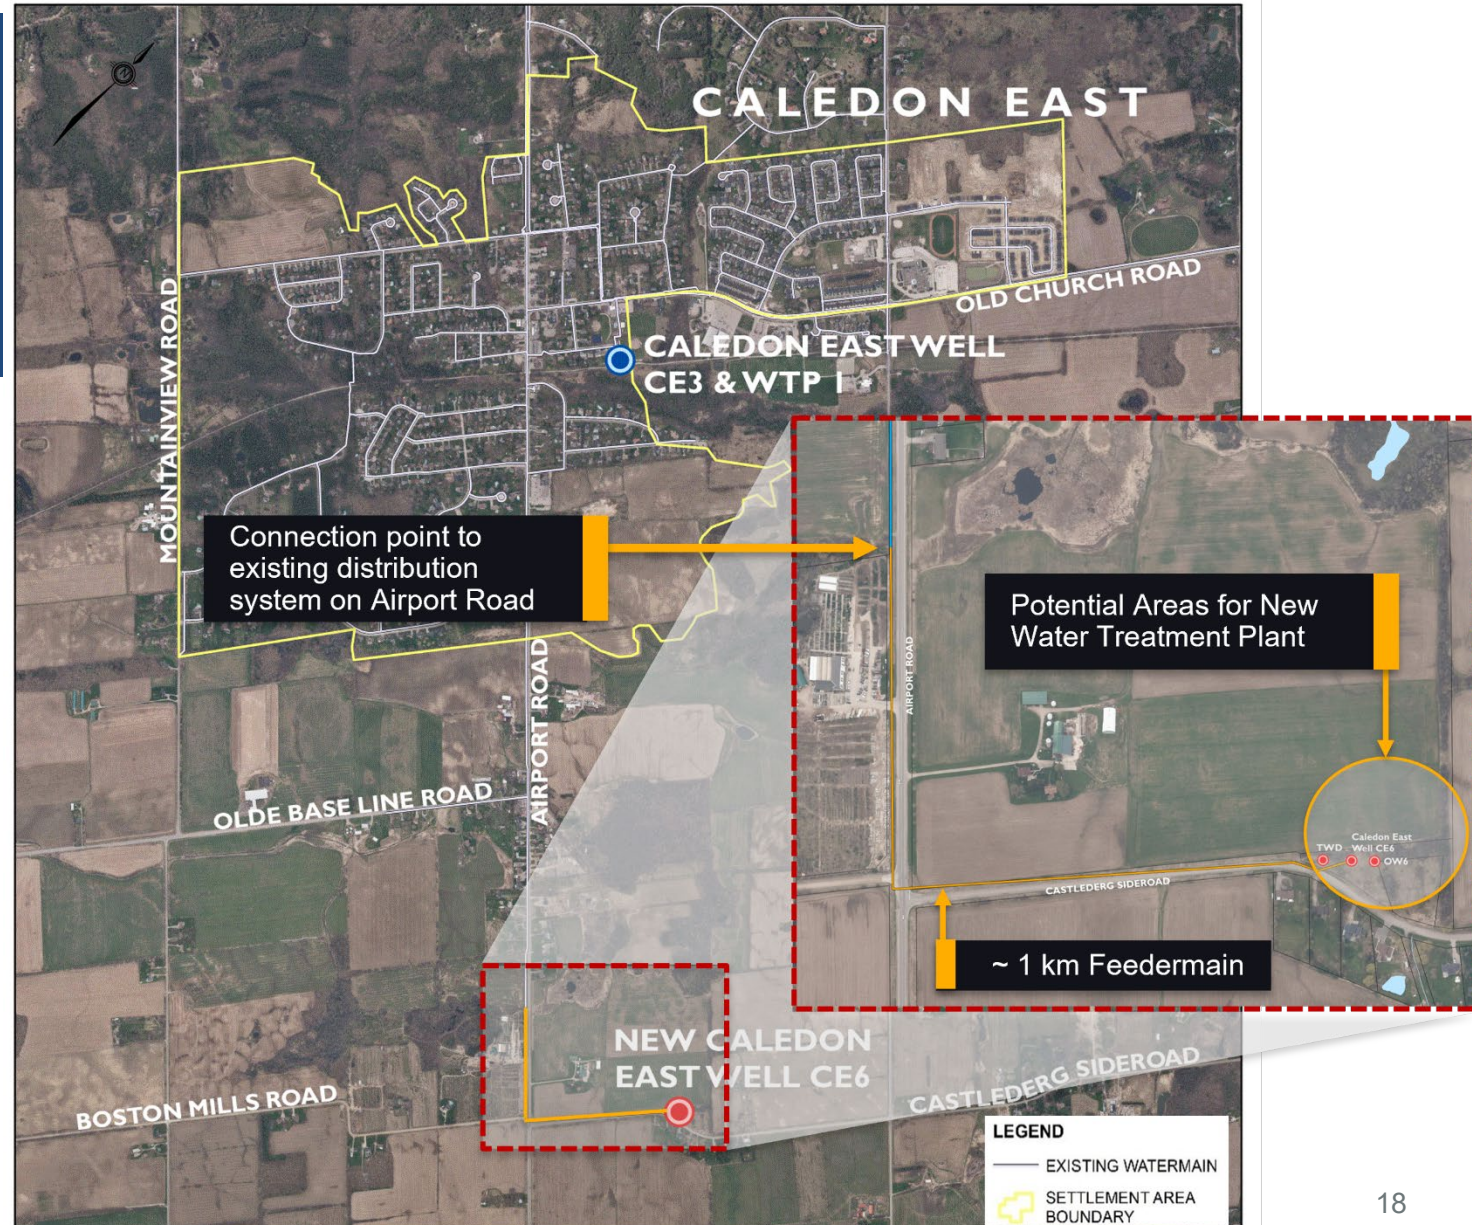 N
CALEDON EAST
OLD CHURCH ROAD
MOUNTAINVIEW ROAD
CALEDON EAST WELL
CE3 & WTP 1
Connection point to
existing distribution
system on Airport Road
Potential Areas for New
Water Treatment Plant
AIRPORT ROAD
AIRPORT ROAD
OLDE BASE LINE ROAD
Caledon East
TWD Well CE6
OW6
CASTLEDERG SIDEROAD
~ 1 km Feedermain
NEW CALEDON
EAST WELL CE6
CASTLEDERG SIDEROAD
BOSTON MILLS ROAD
LEGEND
EXISTING WATERMAIN
SETTLEMENT AREA
BOUNDARY
18